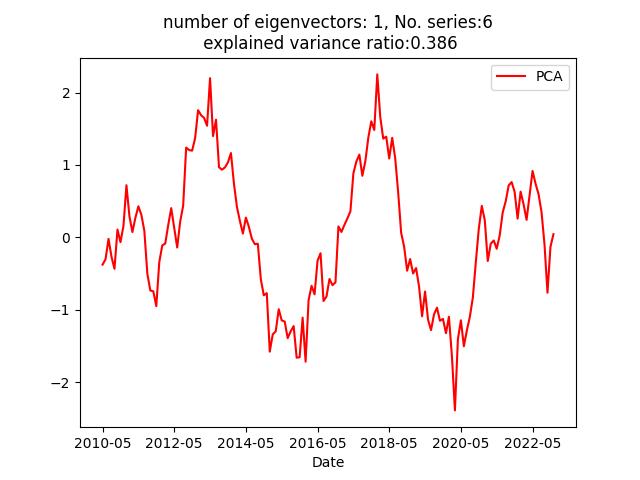 number of eigenvectors: 1, No. series:6
explained variance ratio:0.386
PCA
2
1
0
−1
−2
2010-05 2012-05 2014-05 2016-05 2018-05 2020-05 2022-05
Date